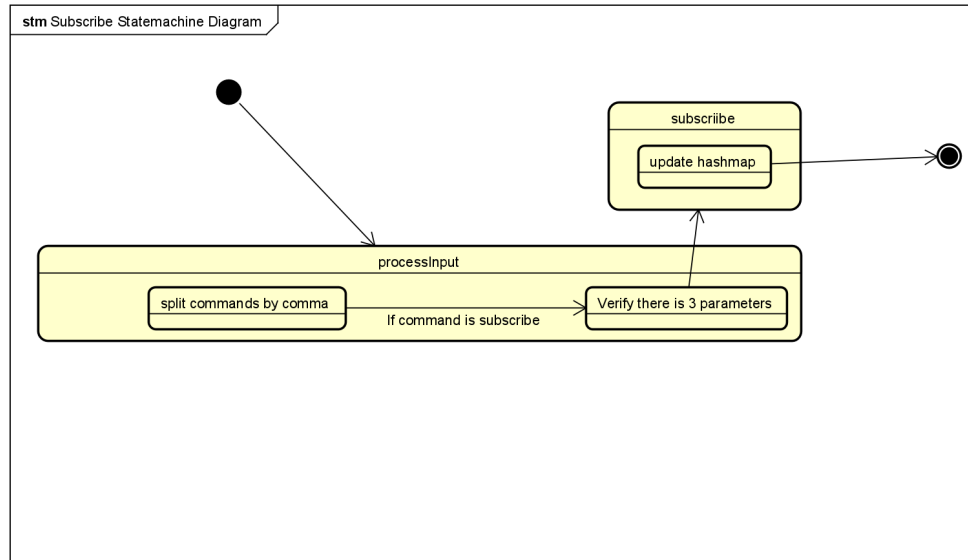 stm Subscribe Statemachine Diagram
subscriibe
update hashmap
processInput
split commands by comma
If command is subscribe
Verify there is 3 parameters